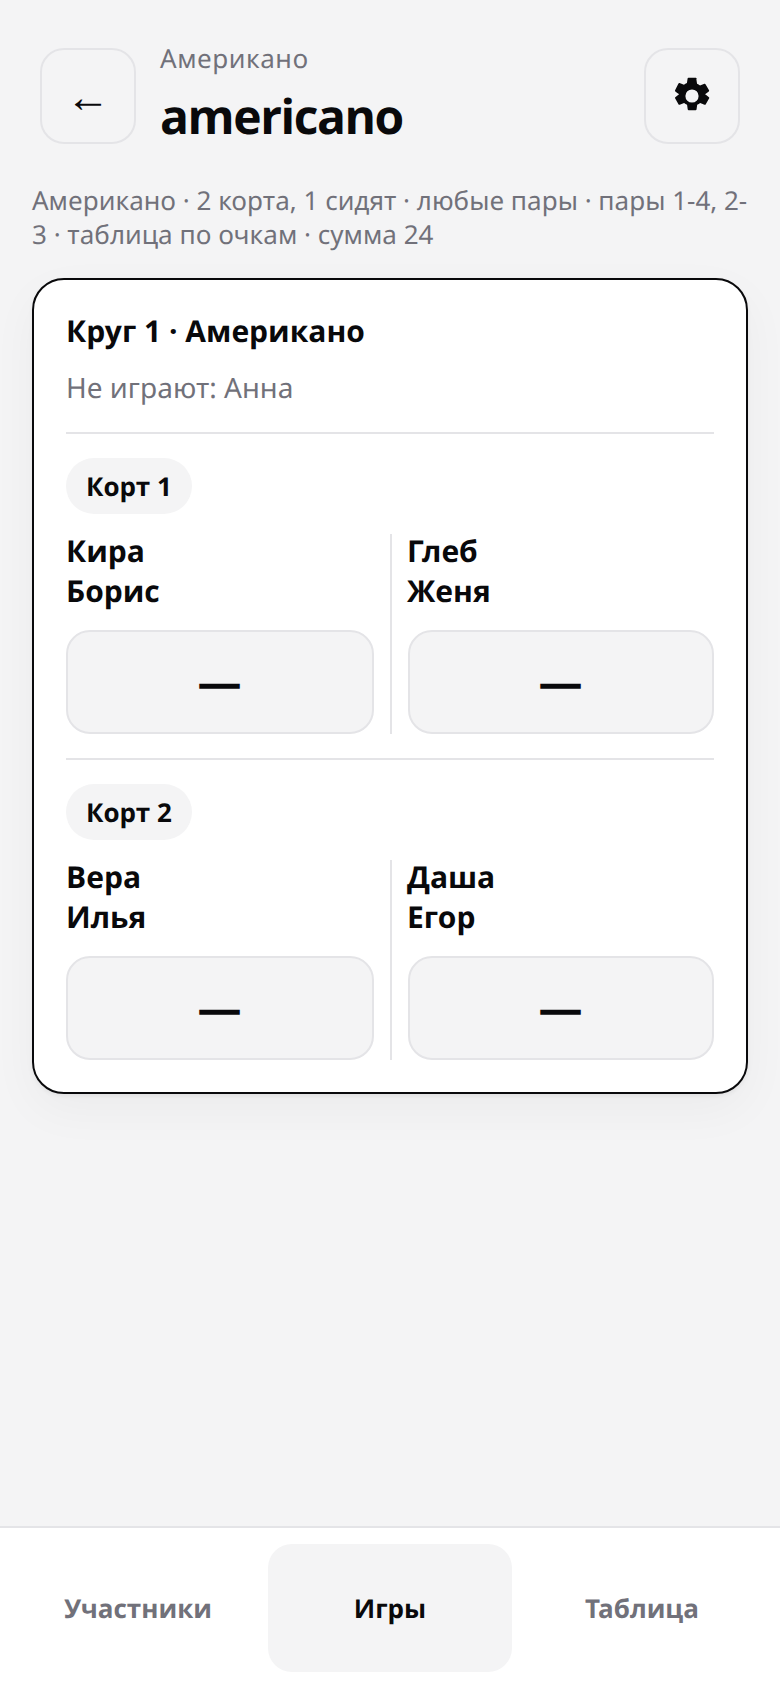 ←
Американо
americano
Американо · 2 корта, 1 сидят · любые пары · пары 1-4, 2-
3 · таблица по очкам · сумма 24
Круг 1 · Американо
Не играют: Анна
Корт 1
Кира
Борис
Глеб
Женя
—
—
Корт 2
Вера
Илья
Даша
Егор
—
—
Участники
Игры
Таблица